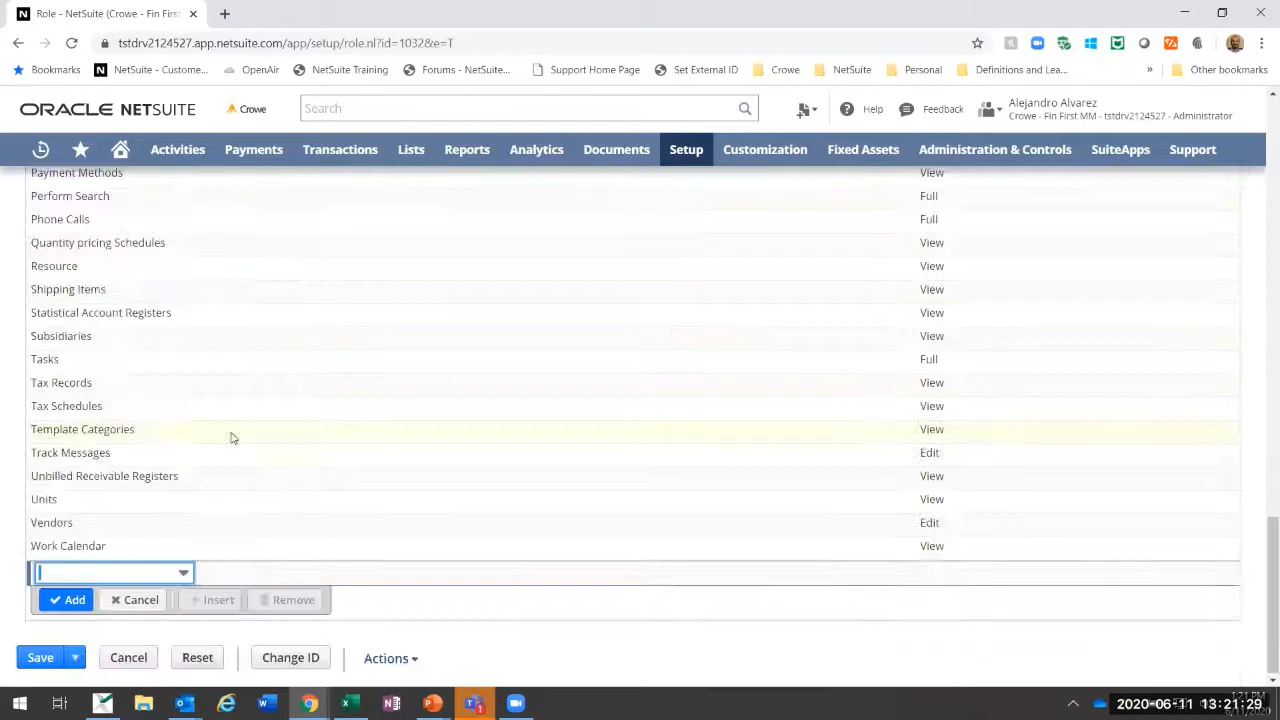 Role - NetSuite (Crowe - Fin First
tstdrv2124527.app.netsuite.com/app/setup/role.nl?id=1032&e=T
Bookmarks NetSuite - Custome... OpenAir NetSuite Training Forums - NetSuite... Support Home Page Set External ID Crowe NetSuite Personal Definitions and Lea... » Other bookmarks
ORACLE NETSUITE Crowe Search Help Feedback Alejandro Alvarez
Crowe - Fin First MM - tstdrv2124527 - Administrator
Activities Payments Transactions Lists Reports Analytics Documents Setup Customization Fixed Assets Administration & Controls SuiteApps Support
Payment Methods View
Perform Search Full
Phone Calls Full
Quantity pricing Schedules View
Resource View
Shipping Items View
Statistical Account Registers View
Subsidiaries View
Tasks Full
Tax Records View
Tax Schedules View
Template Categories View
Track Messages Edit
Unbilled Receivable Registers View
Units View
Vendors Edit
Work Calendar View
Add Cancel + Insert Remove
Save Cancel Reset Change ID Actions
2020-06-11 13:21:29